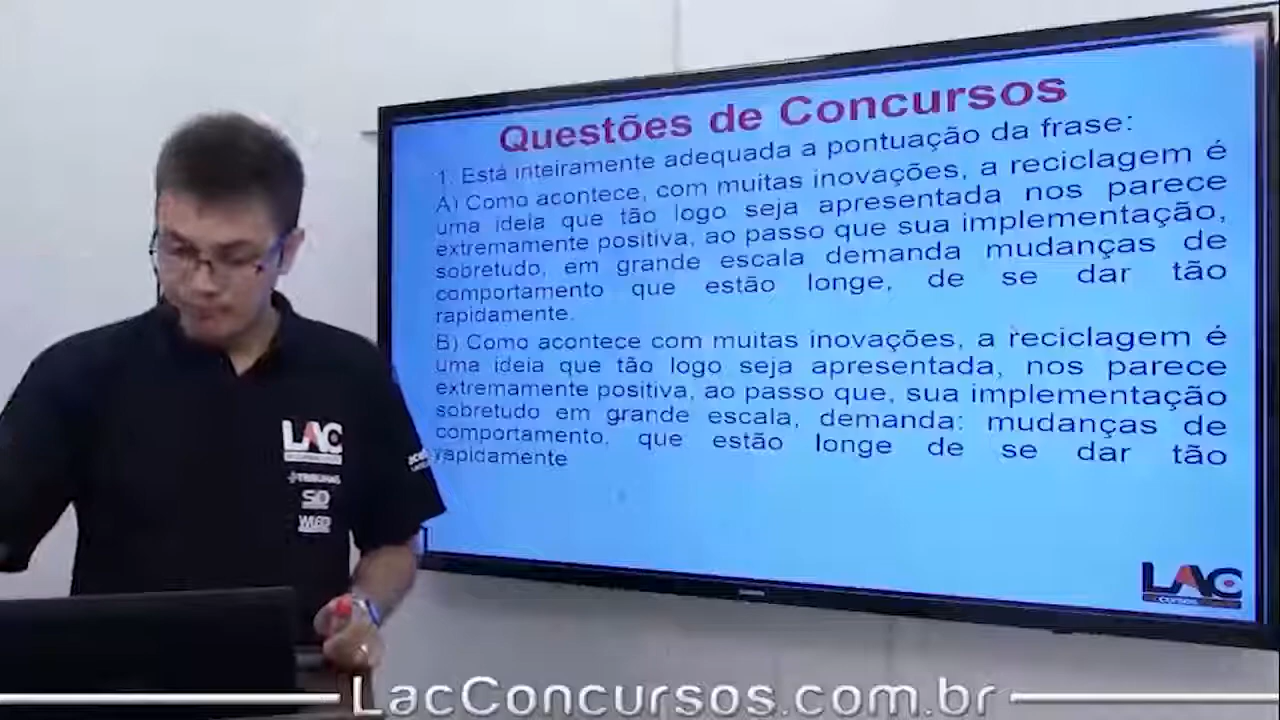 Questões de Concursos
1. Está inteiramente adequada a pontuação da frase:
A) Como acontece, com muitas inovações, a reciclagem é
uma ideia que tão logo seja apresentada nos parece
extremamente positiva, ao passo que sua implementação,
sobretudo, em grande escala demanda mudanças de
comportamento que estão longe, de se dar tão
rapidamente.
B) Como acontece com muitas inovações, a reciclagem é
uma ideia que tão logo seja apresentada, nos parece
extremamente positiva, ao passo que, sua implementação
sobretudo em grande escala, demanda: mudanças de
comportamento, que estão longe de se dar tão
rapidamente
LAC
LAC
CURSOS
LacConcursos.com.br